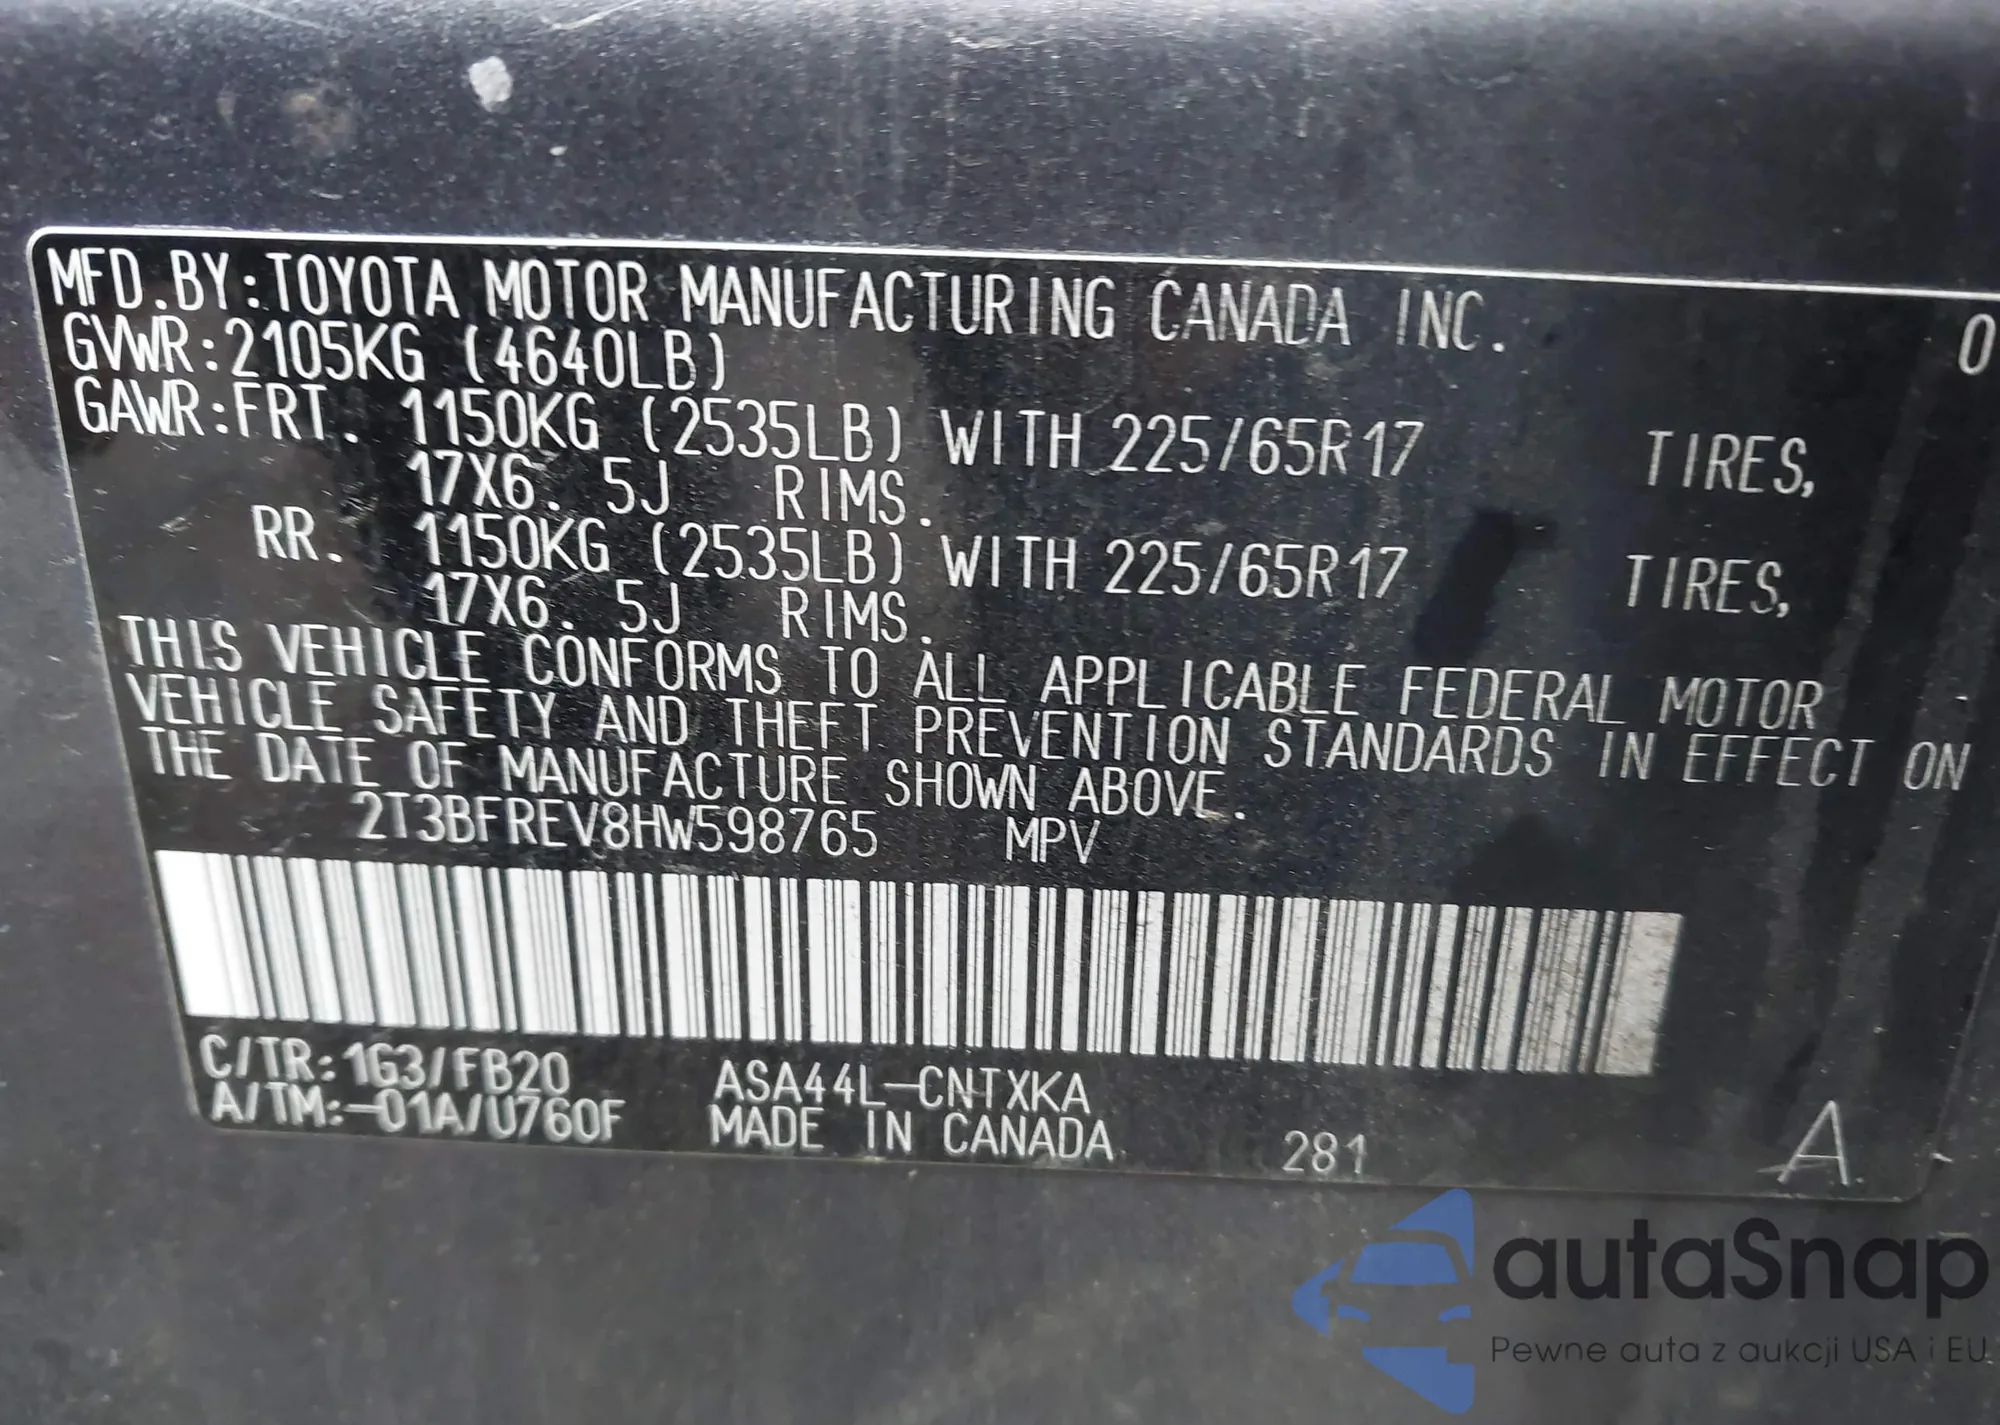 MFD.BY:TOYOTA MOTOR MANUFACTURING CANADA INC. 0
GVWR:2105KG (4640LB)
GAWR:FRT. 1150KG (2535LB) WITH 225/65R17 TIRES,
17X6.5J RIMS.
RR. 1150KG (2535LB) WITH 225/65R17 TIRES,
17X6.5J RIMS.
THIS VEHICLE CONFORMS TO ALL APPLICABLE FEDERAL MOTOR
VEHICLE SAFETY AND THEFT PREVENTION STANDARDS IN EFFECT ON
THE DATE OF MANUFACTURE SHOWN ABOVE.
2T3BFREV8HW598765 MPV
C/TR:1G3/FB20 ASA44L-CNTXKA
A/TM:-01A/U760F MADE IN CANADA 281 A
autaSnap
Pewne auta z aukcji USA i EU